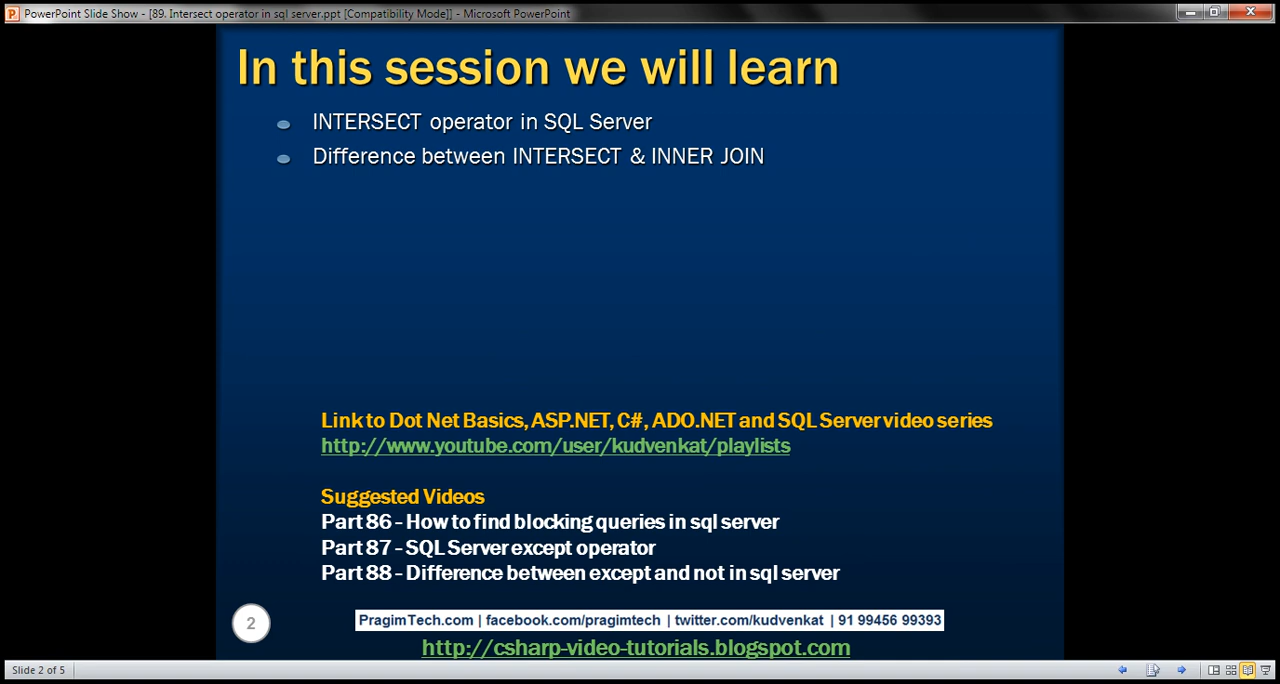 PowerPoint Slide Show - [89. Intersect operator in sql server.ppt [Compatibility Mode]] - Microsoft PowerPoint
In this session we will learn
INTERSECT operator in SQL Server
Difference between INTERSECT & INNER JOIN
Link to Dot Net Basics, ASP.NET, C#, ADO.NET and SQL Server video series
http://www.youtube.com/user/kudvenkat/playlists
Suggested Videos
Part 86 - How to find blocking queries in sql server
Part 87 - SQL Server except operator
Part 88 - Difference between except and not in sql server
2
PragimTech.com | facebook.com/pragimtech | twitter.com/kudvenkat | 91 99456 99393
http://csharp-video-tutorials.blogspot.com
Slide 2 of 5